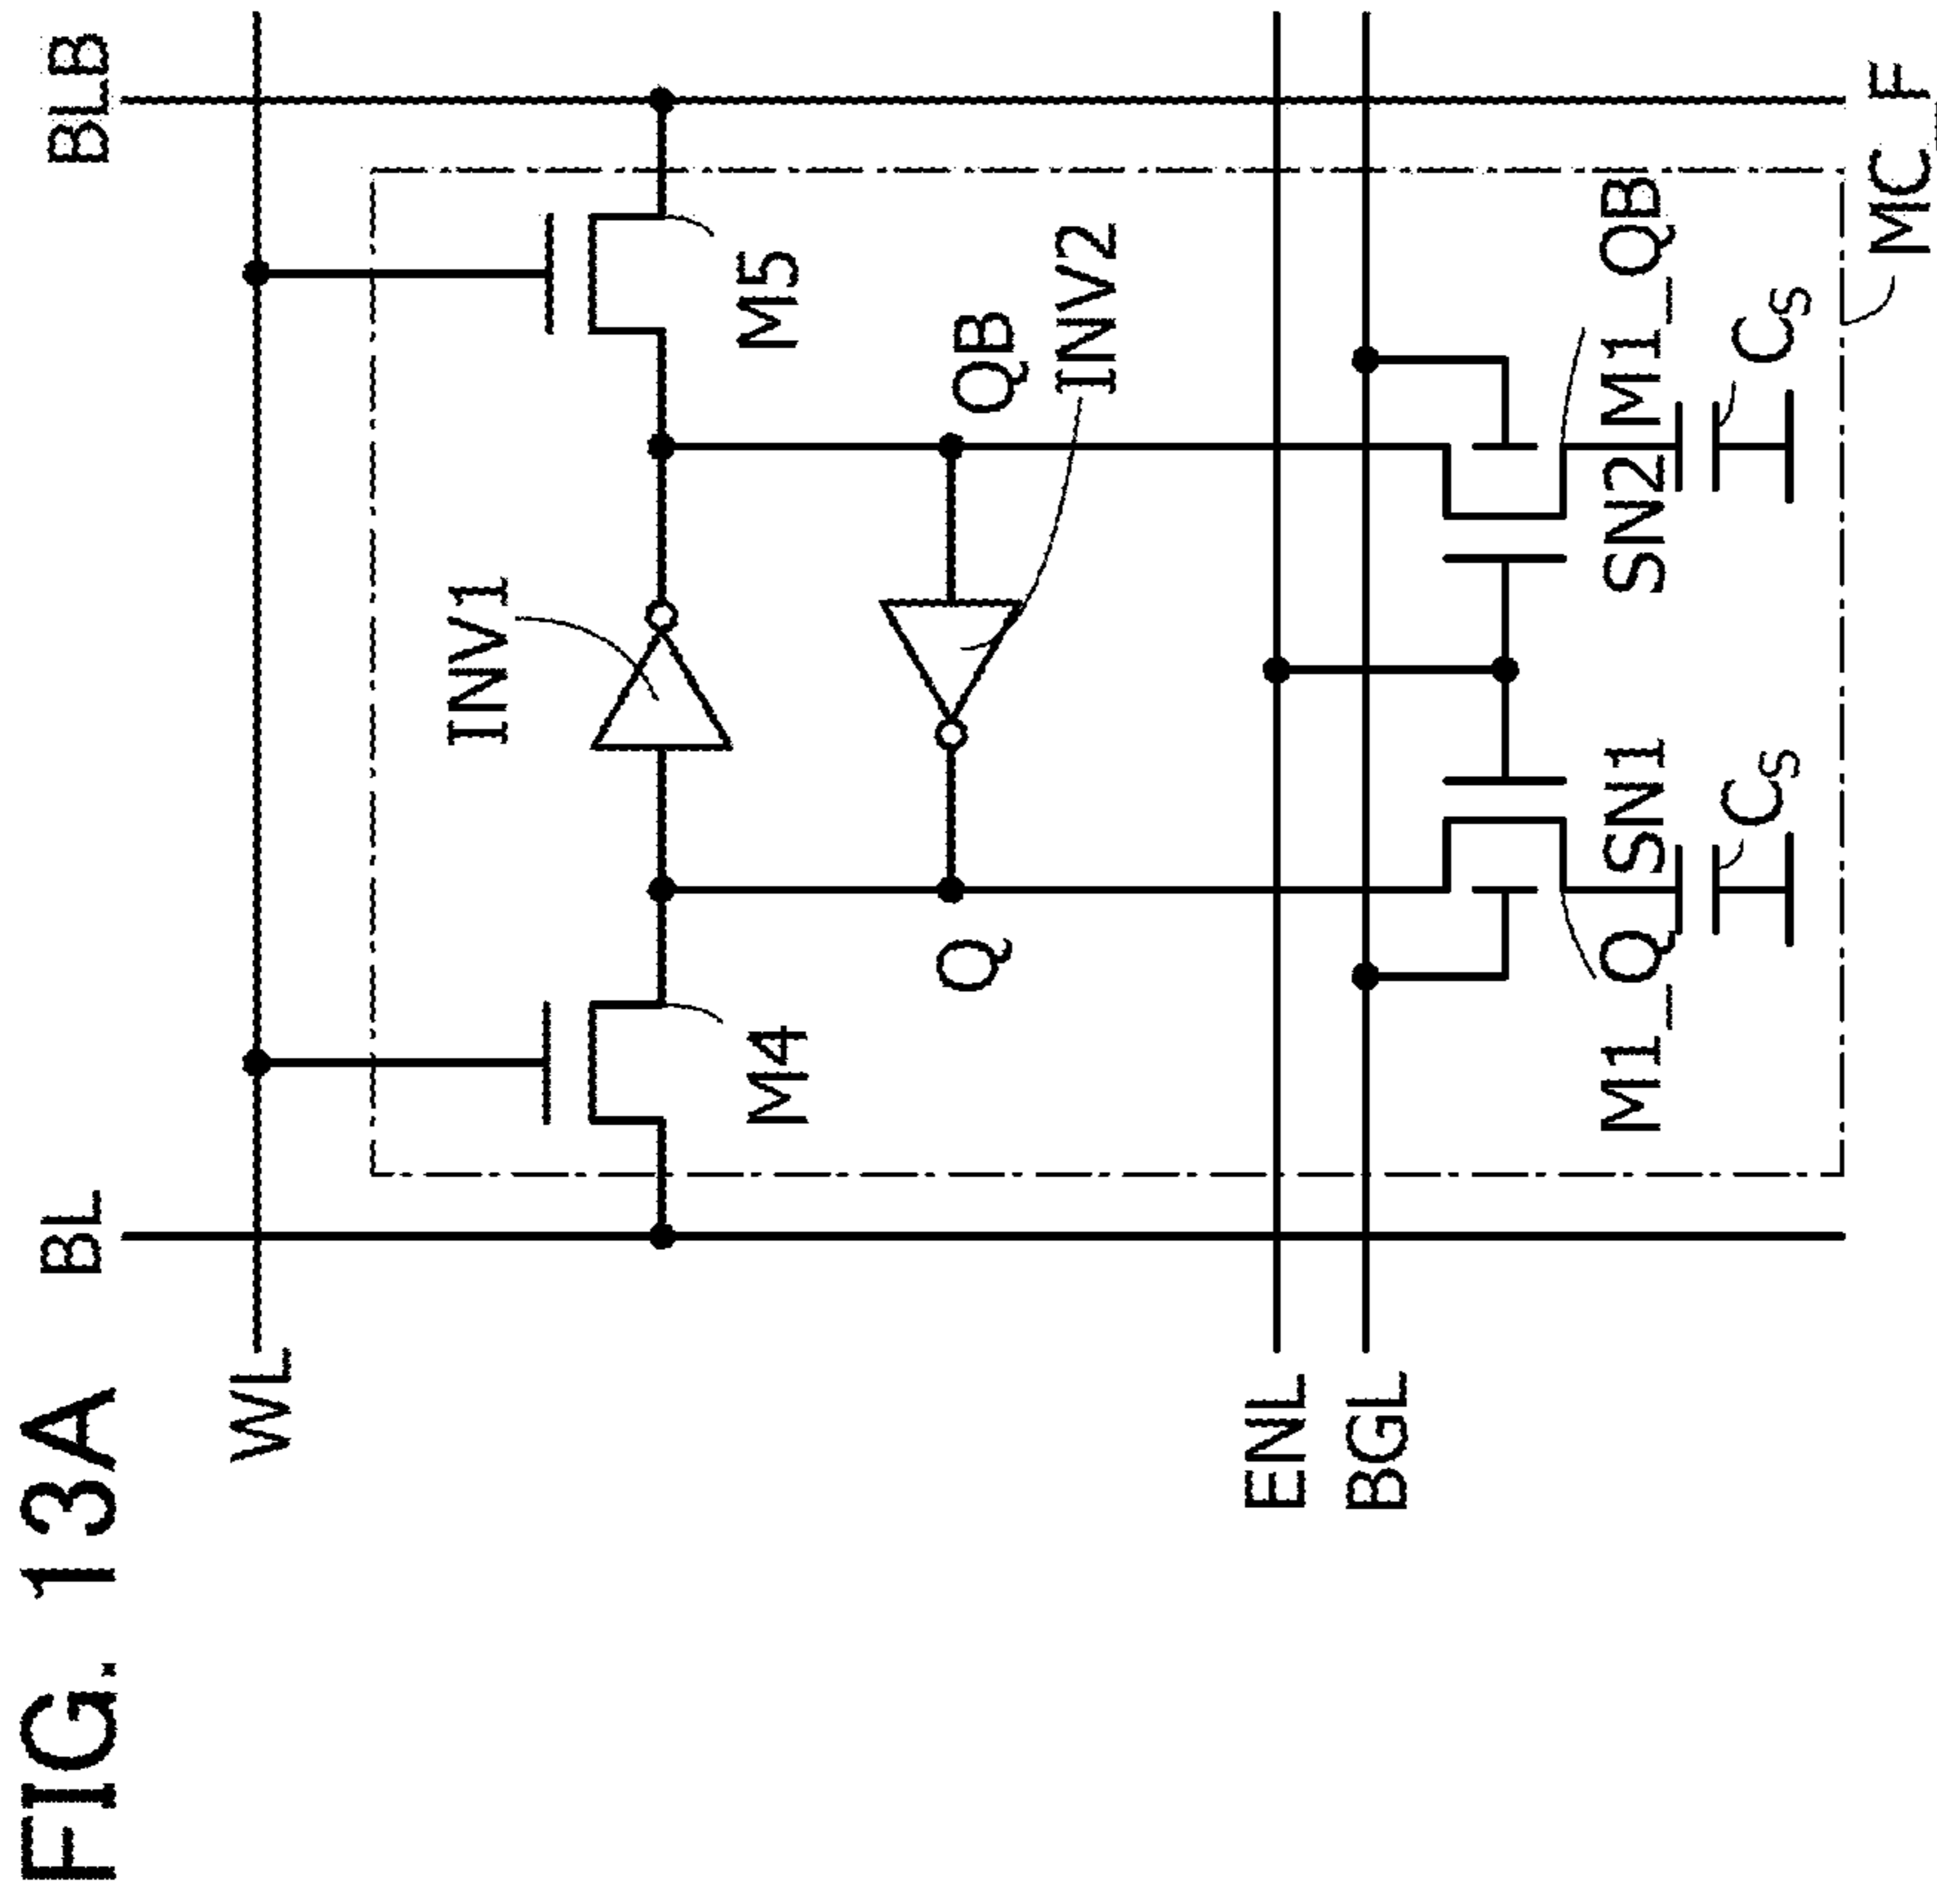 FIG. 13A
BL
BLB
WL
INV1
M4
M5
Q
QB
INV2
ENL
BGL
M1_Q
SN1
SN2
M1_QB
CS
CS
MC_F